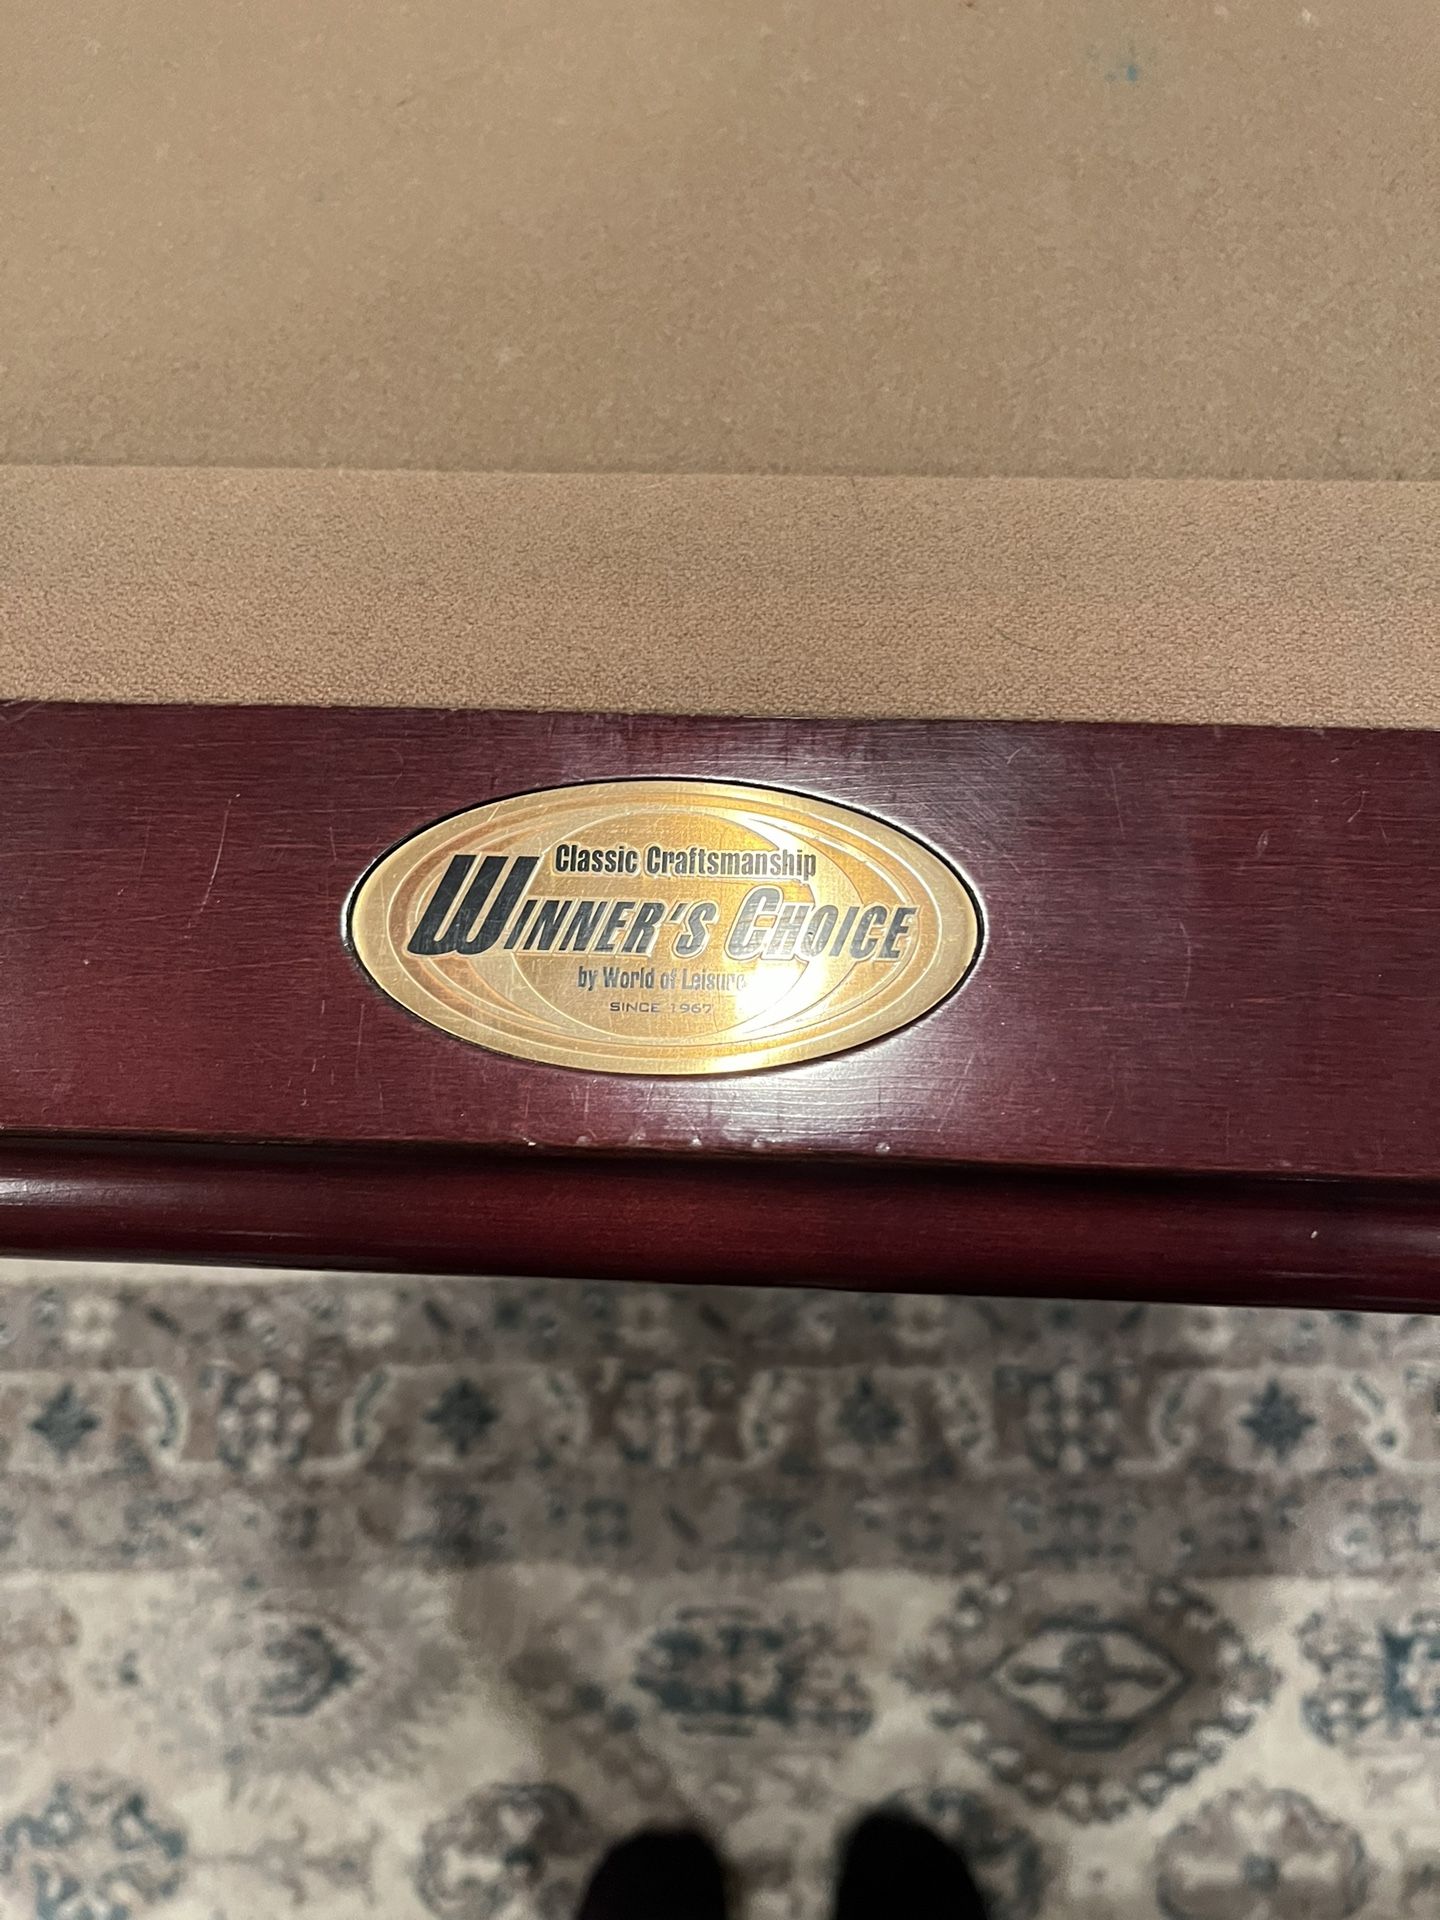 Classic Craftsmanship
WINNER'S CHOICE
by World of Leisure
SINCE 1967